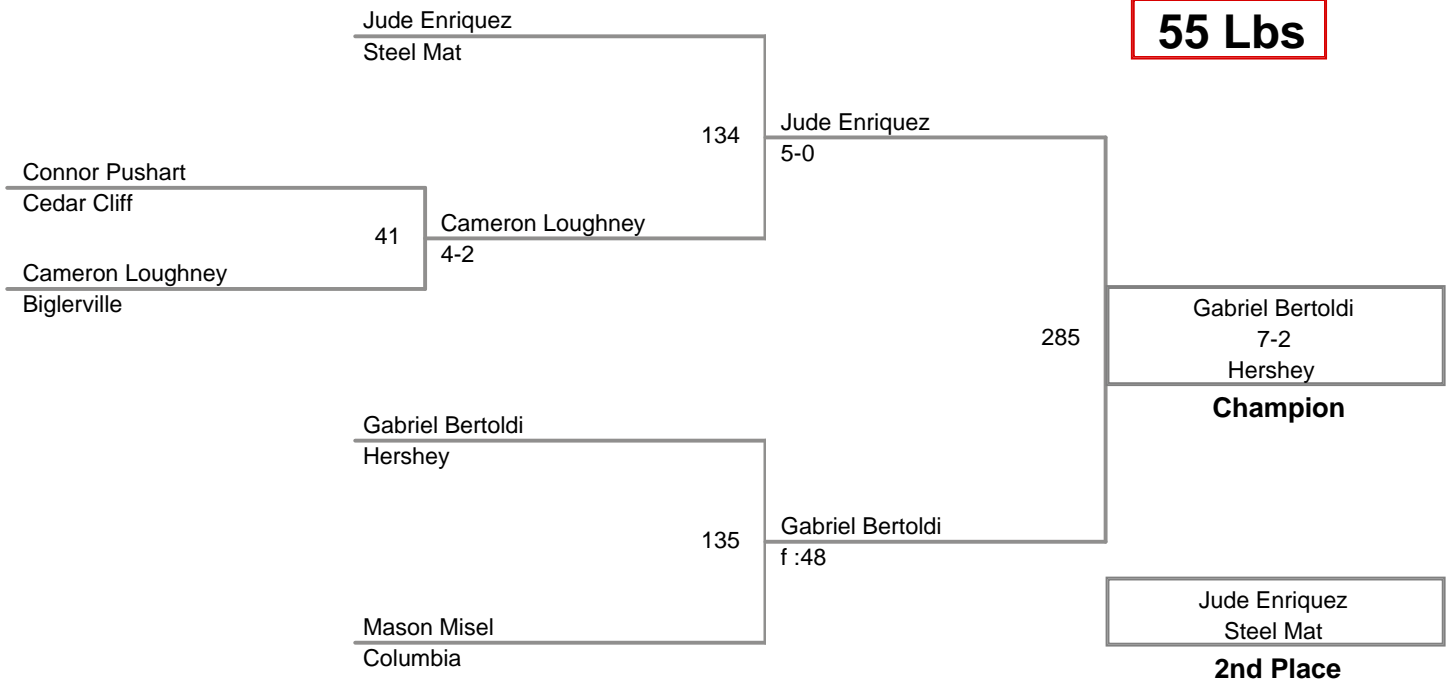 Jude Enriquez
Steel Mat
55 Lbs
134
Jude Enriquez
5-0
Connor Pushart
Cedar Cliff
41
Cameron Loughney
4-2
Cameron Loughney
Biglerville
285
Gabriel Bertoldi
7-2
Hershey
Champion
Gabriel Bertoldi
Hershey
135
Gabriel Bertoldi
f :48
Mason Misel
Columbia
Jude Enriquez
Steel Mat
2nd Place